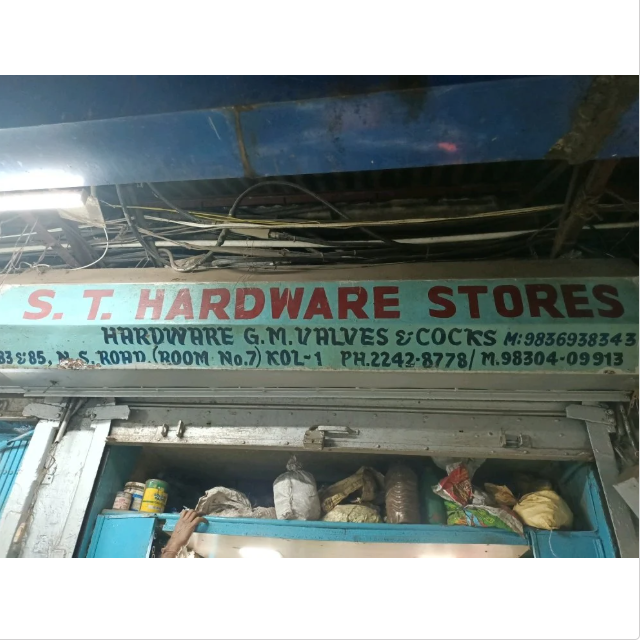 S. T. HARDWARE STORES
HARDWARE G.M. VALVES & COCKS M:9836938343
83 & 85, N. S. ROAD. (ROOM No.7) KOL-1 PH.2242-8778/ M.98304-09913